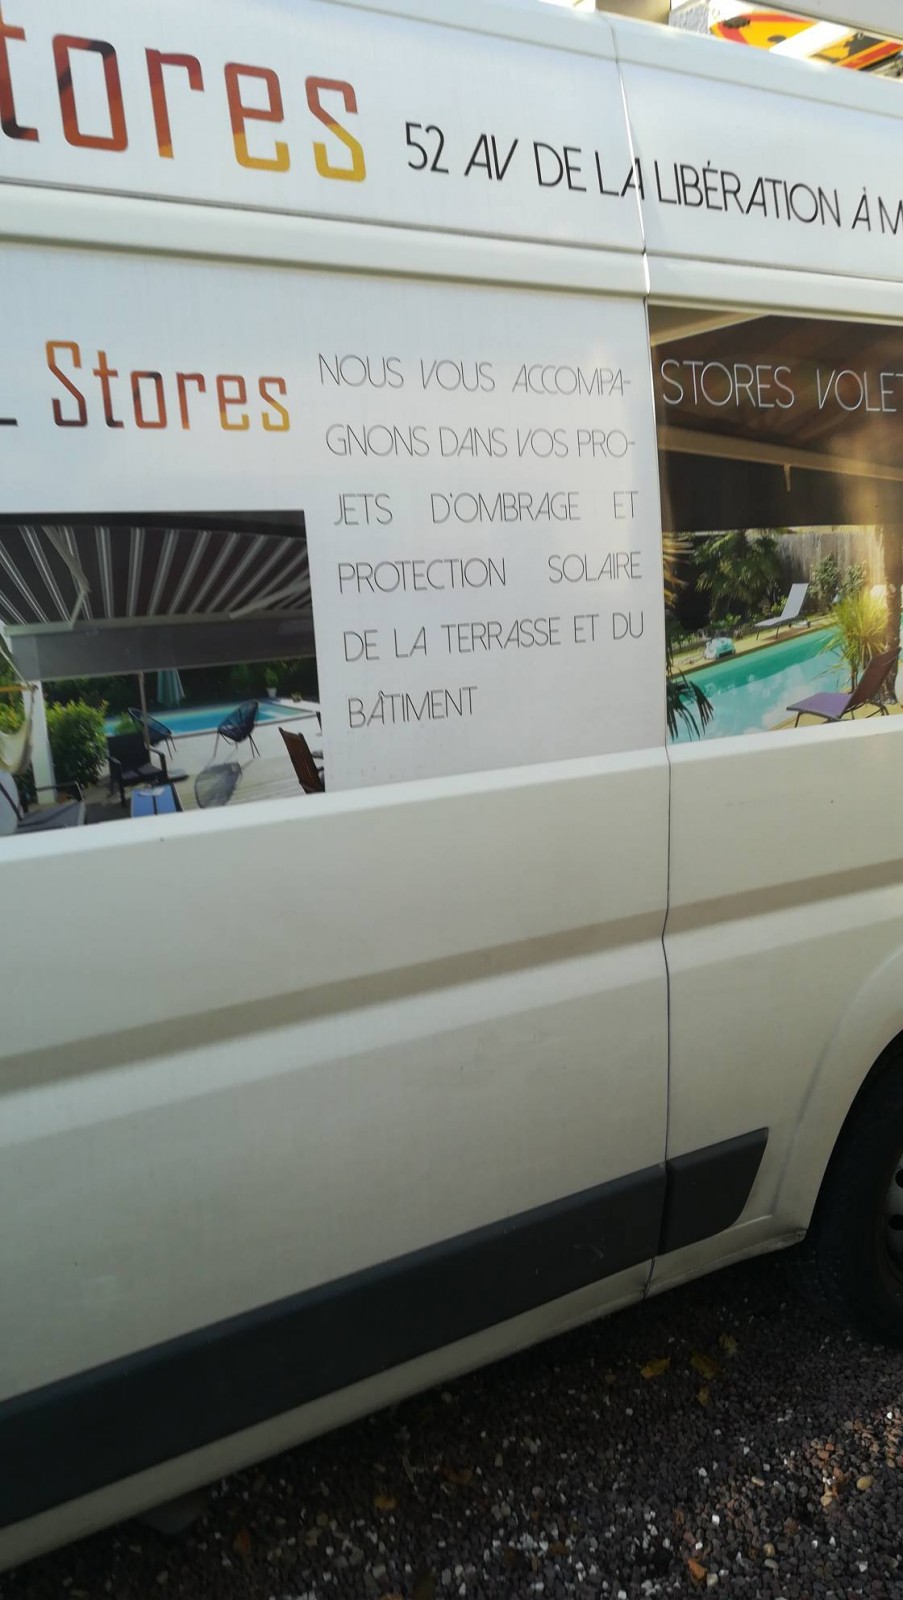 tores
52 AV DE LA LIBÉRATION À M
Stores
NOUS VOUS ACCOMPA-
GNONS DANS VOS PRO-
JETS D'OMBRAGE ET
PROTECTION SOLAIRE
DE LA TERRASSE ET DU
BÂTIMENT
STORES VOLET